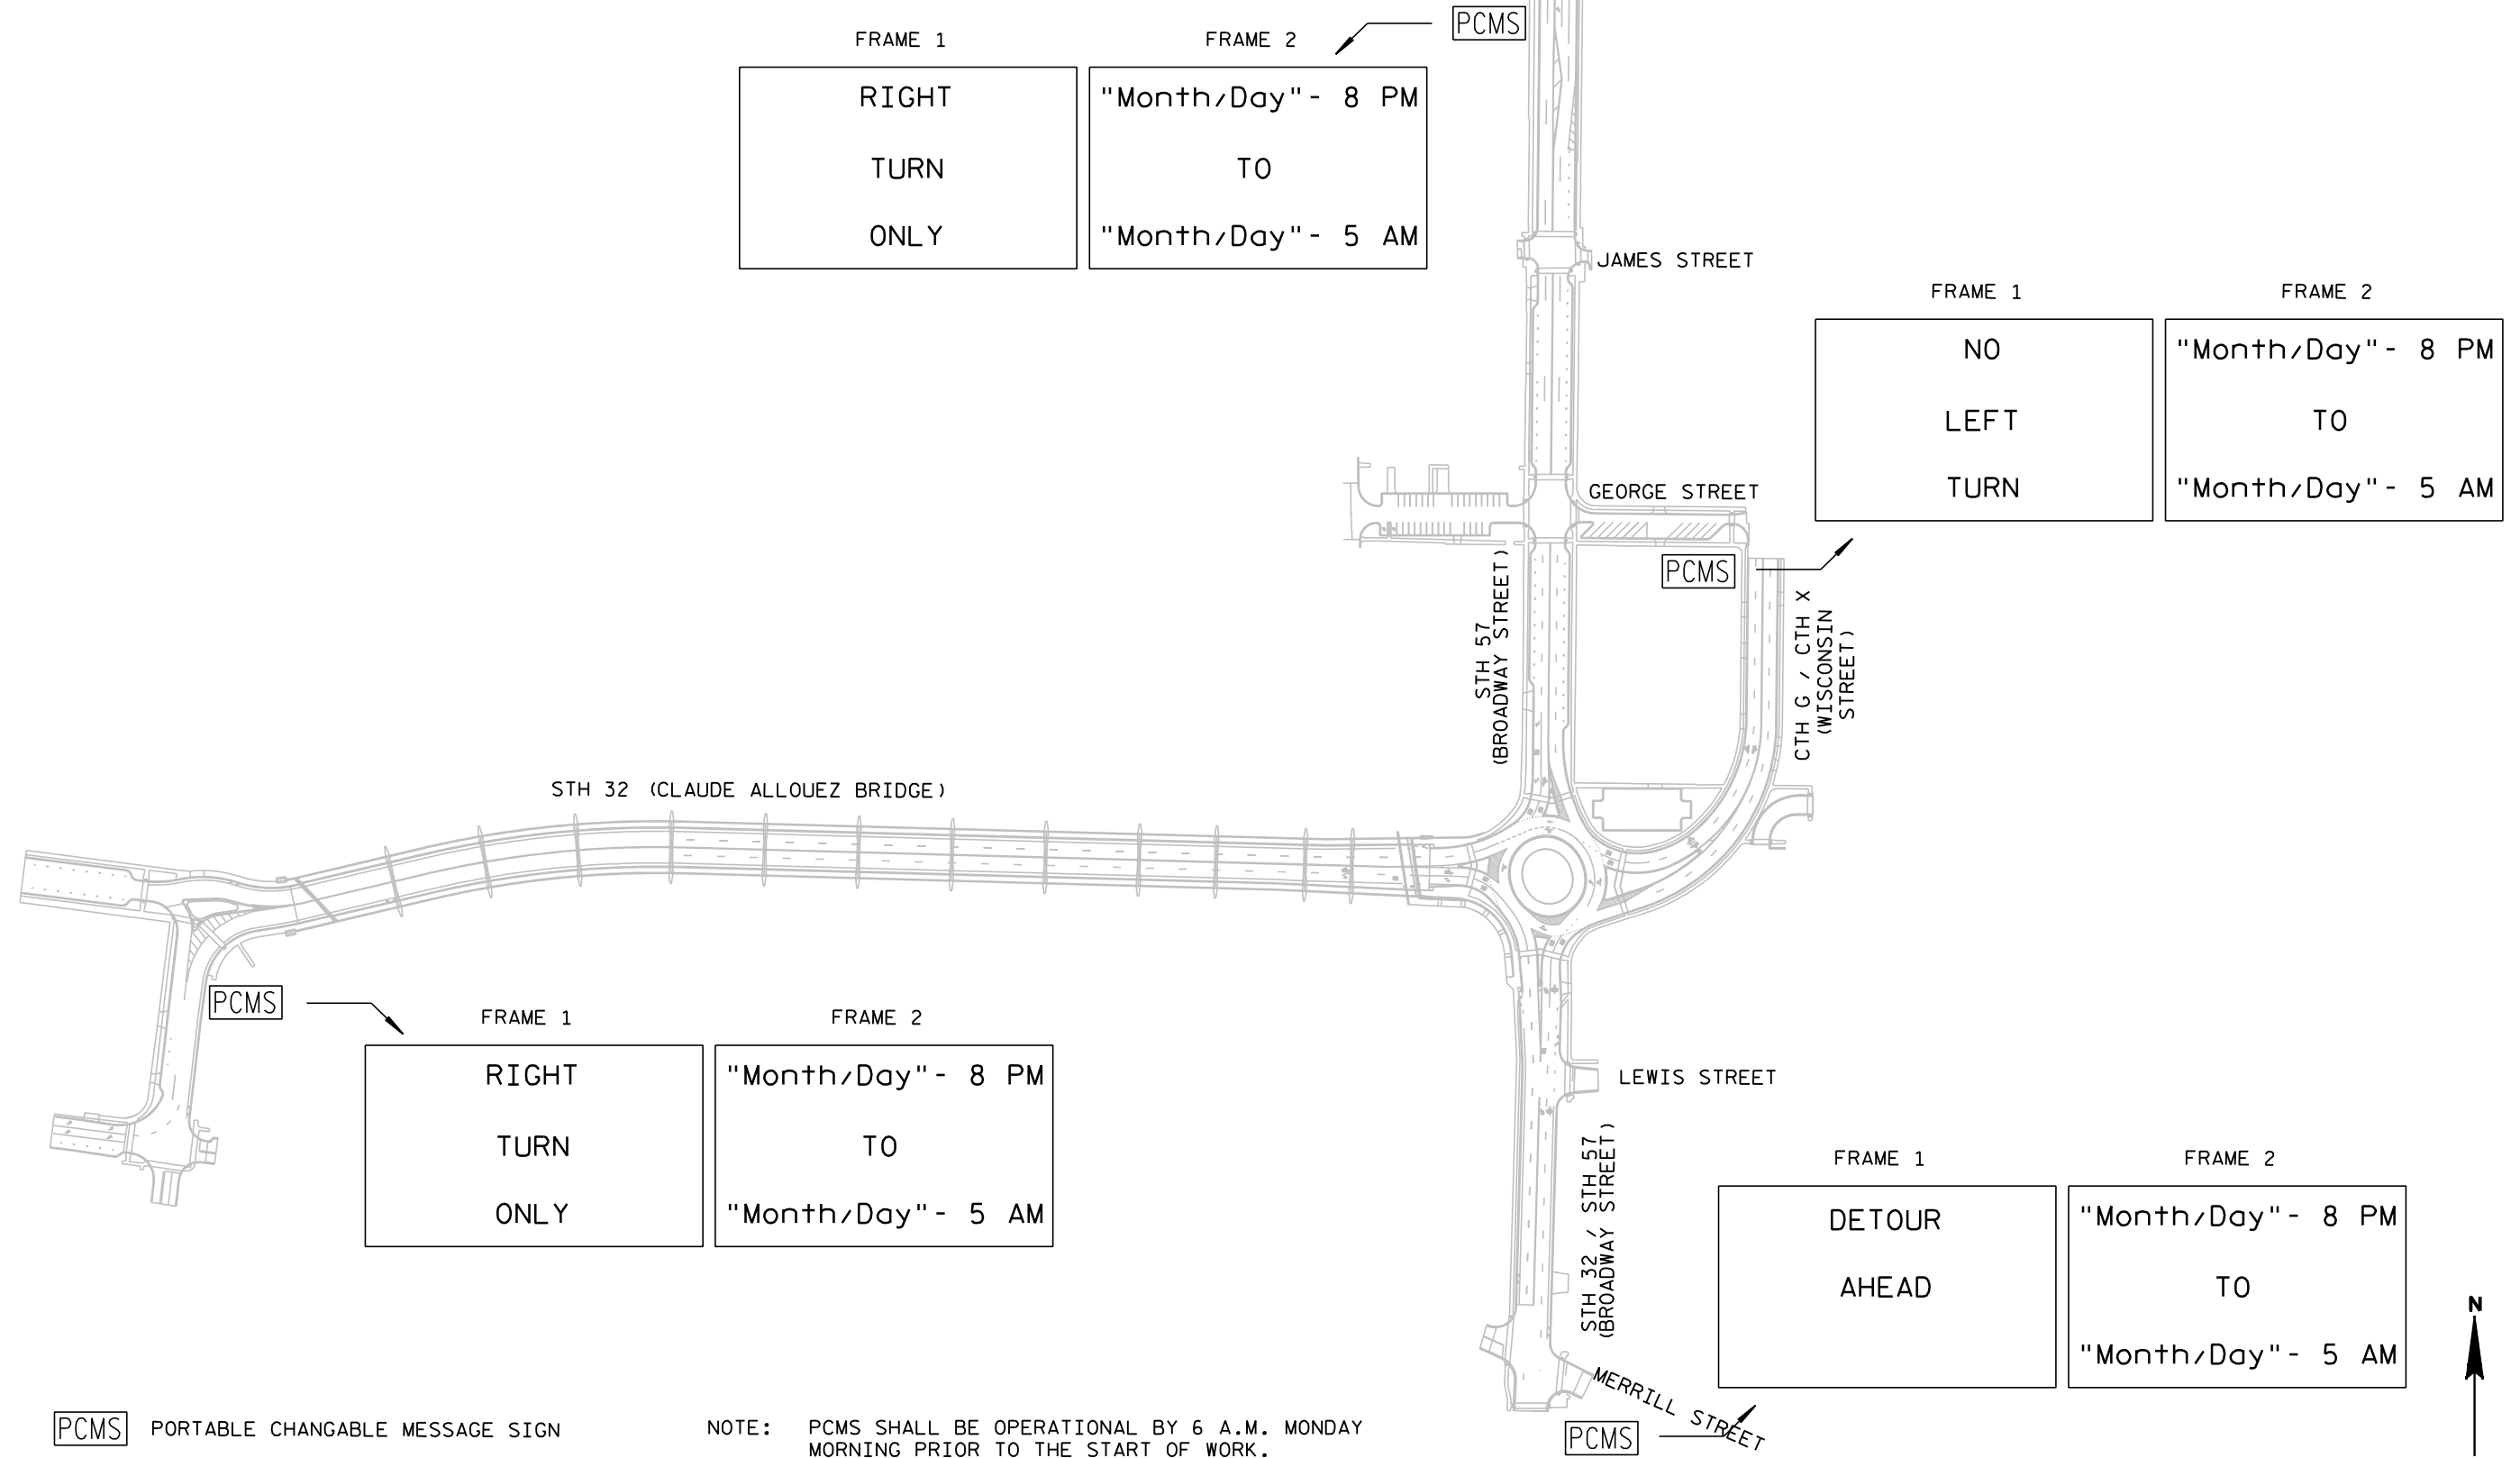 PCMS
FRAME 1
FRAME 2
RIGHT
TURN
ONLY
"Month/Day"- 8 PM
TO
"Month/Day"- 5 AM
JAMES STREET
FRAME 1
FRAME 2
NO
LEFT
TURN
"Month/Day"- 8 PM
TO
"Month/Day"- 5 AM
GEORGE STREET
PCMS
STH 57
(BROADWAY STREET)
CTH G / CTH X
(WISCONSIN
STREET)
STH 32 (CLAUDE ALLOUEZ BRIDGE)
PCMS
FRAME 1
FRAME 2
RIGHT
TURN
ONLY
"Month/Day"- 8 PM
TO
"Month/Day"- 5 AM
LEWIS STREET
STH 32 / STH 57
(BROADWAY STREET)
FRAME 1
FRAME 2
DETOUR
AHEAD
"Month/Day"- 8 PM
TO
"Month/Day"- 5 AM
N
MERRILL STREET
PCMS
PCMS PORTABLE CHANGABLE MESSAGE SIGN
NOTE: PCMS SHALL BE OPERATIONAL BY 6 A.M. MONDAY
MORNING PRIOR TO THE START OF WORK.